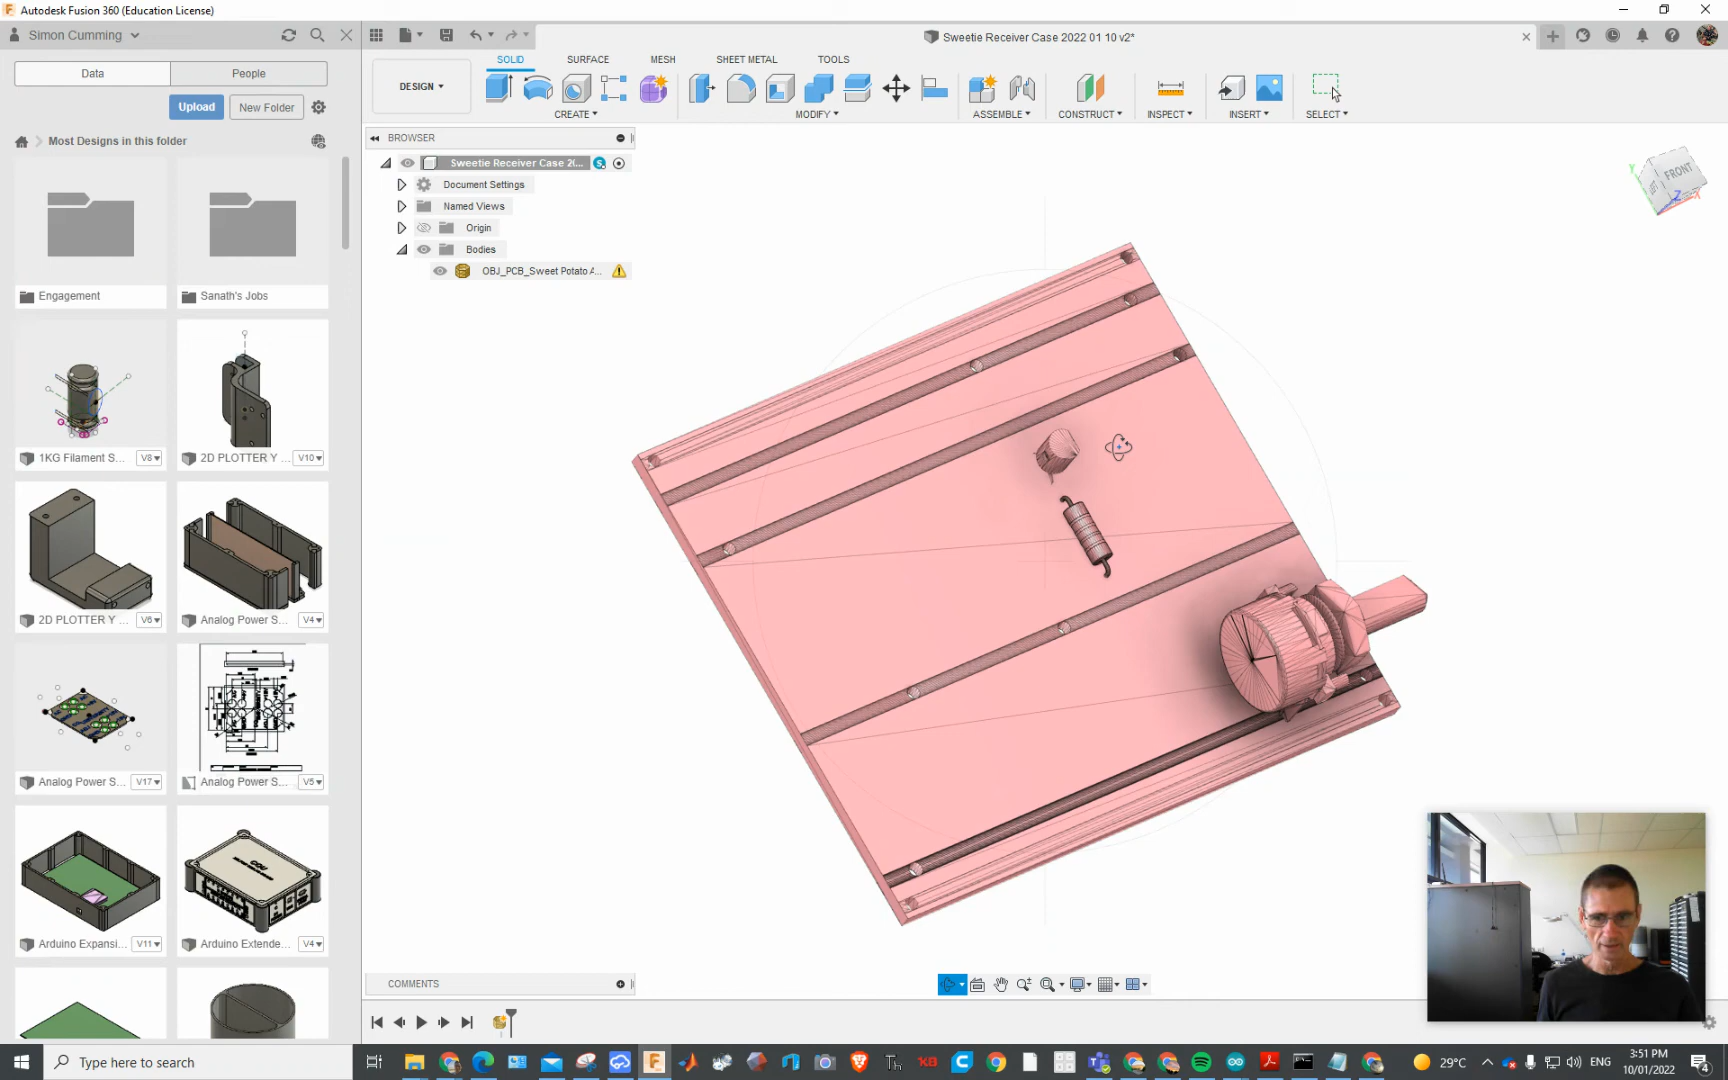 Autodesk Fusion 360 (Education License)
Simon Cumming
Data
People
Upload
New Folder
Most Designs in this folder
Engagement
Sanath's Jobs
1KG Filament S...
V8
2D PLOTTER Y ...
V10
2D PLOTTER Y ...
V6
Analog Power S...
V4
Analog Power S...
V17
Analog Power S...
V5
Arduino Expansi...
V11
Arduino Extende...
V4
Sweetie Receiver Case 2022 01 10 v2*
DESIGN
SOLID
SURFACE
MESH
SHEET METAL
TOOLS
CREATE
MODIFY
ASSEMBLE
CONSTRUCT
INSPECT
INSERT
SELECT
BROWSER
Sweetie Receiver Case 2(...
Document Settings
Named Views
Origin
Bodies
OBJ_PCB_Sweet Potato A...
FRONT
Y
Z
X
COMMENTS
Type here to search
29°C
ENG
3:51 PM
10/01/2022
4